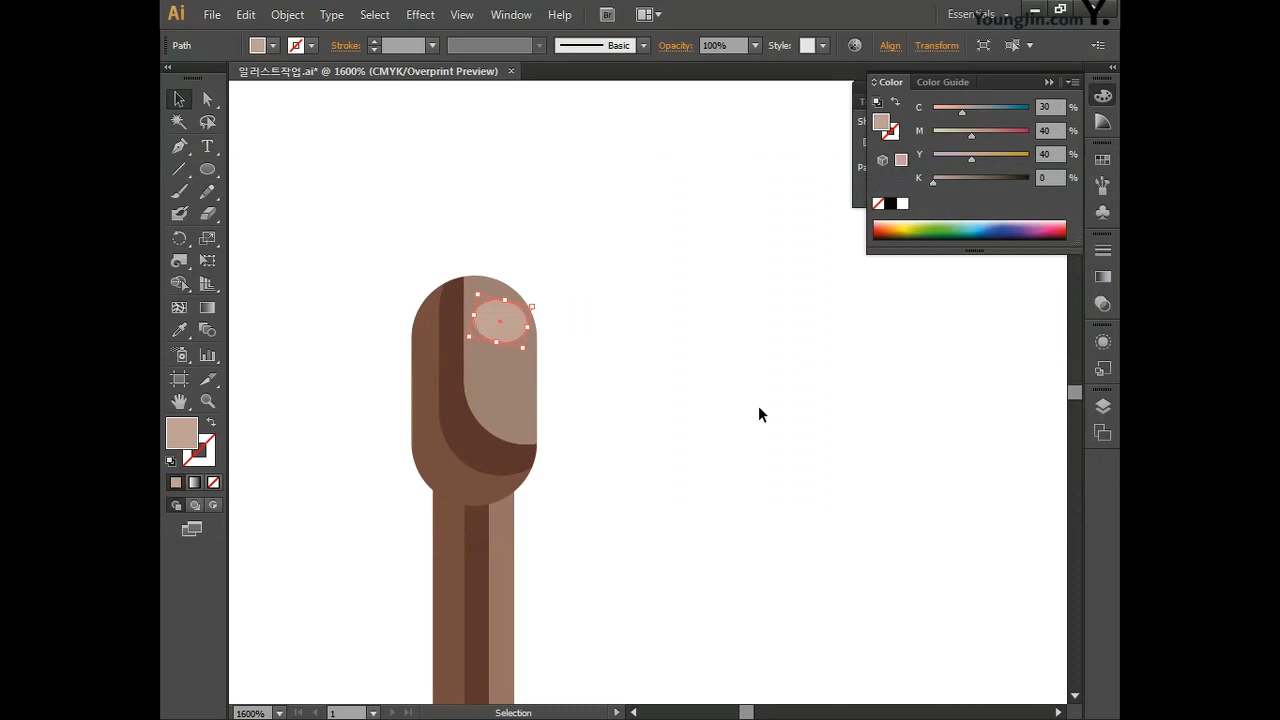 Ai File Edit Object Type Select Effect View Window Help Br Essentials
YoungJin.com Y.
Path Stroke: Basic Opacity: 100% Style: Align Transform
일러스트작업.ai* @ 1600% (CMYK/Overprint Preview) ×
Color Color Guide
C 30 %
M 40 %
Y 40 %
K 0 %
1600% 1 Selection